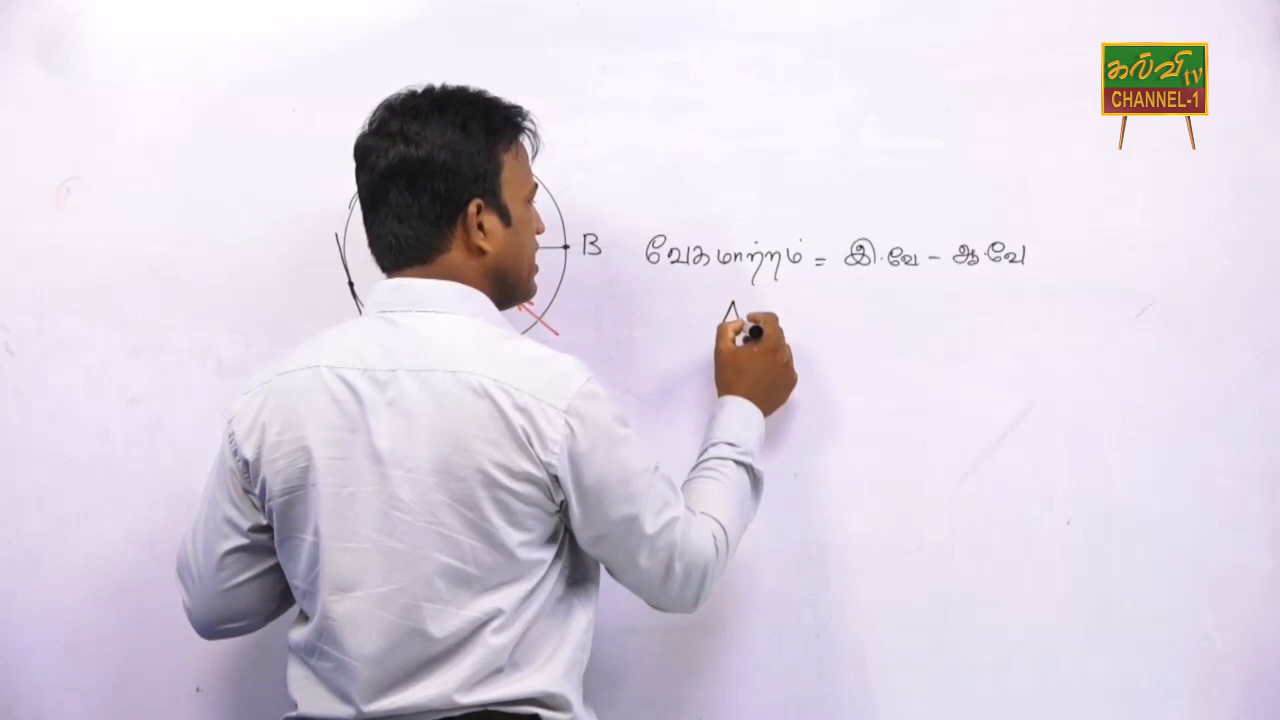 கல்வி tv
CHANNEL-1
B
வேகமாற்றம் = இ.வே - ஆ.வே